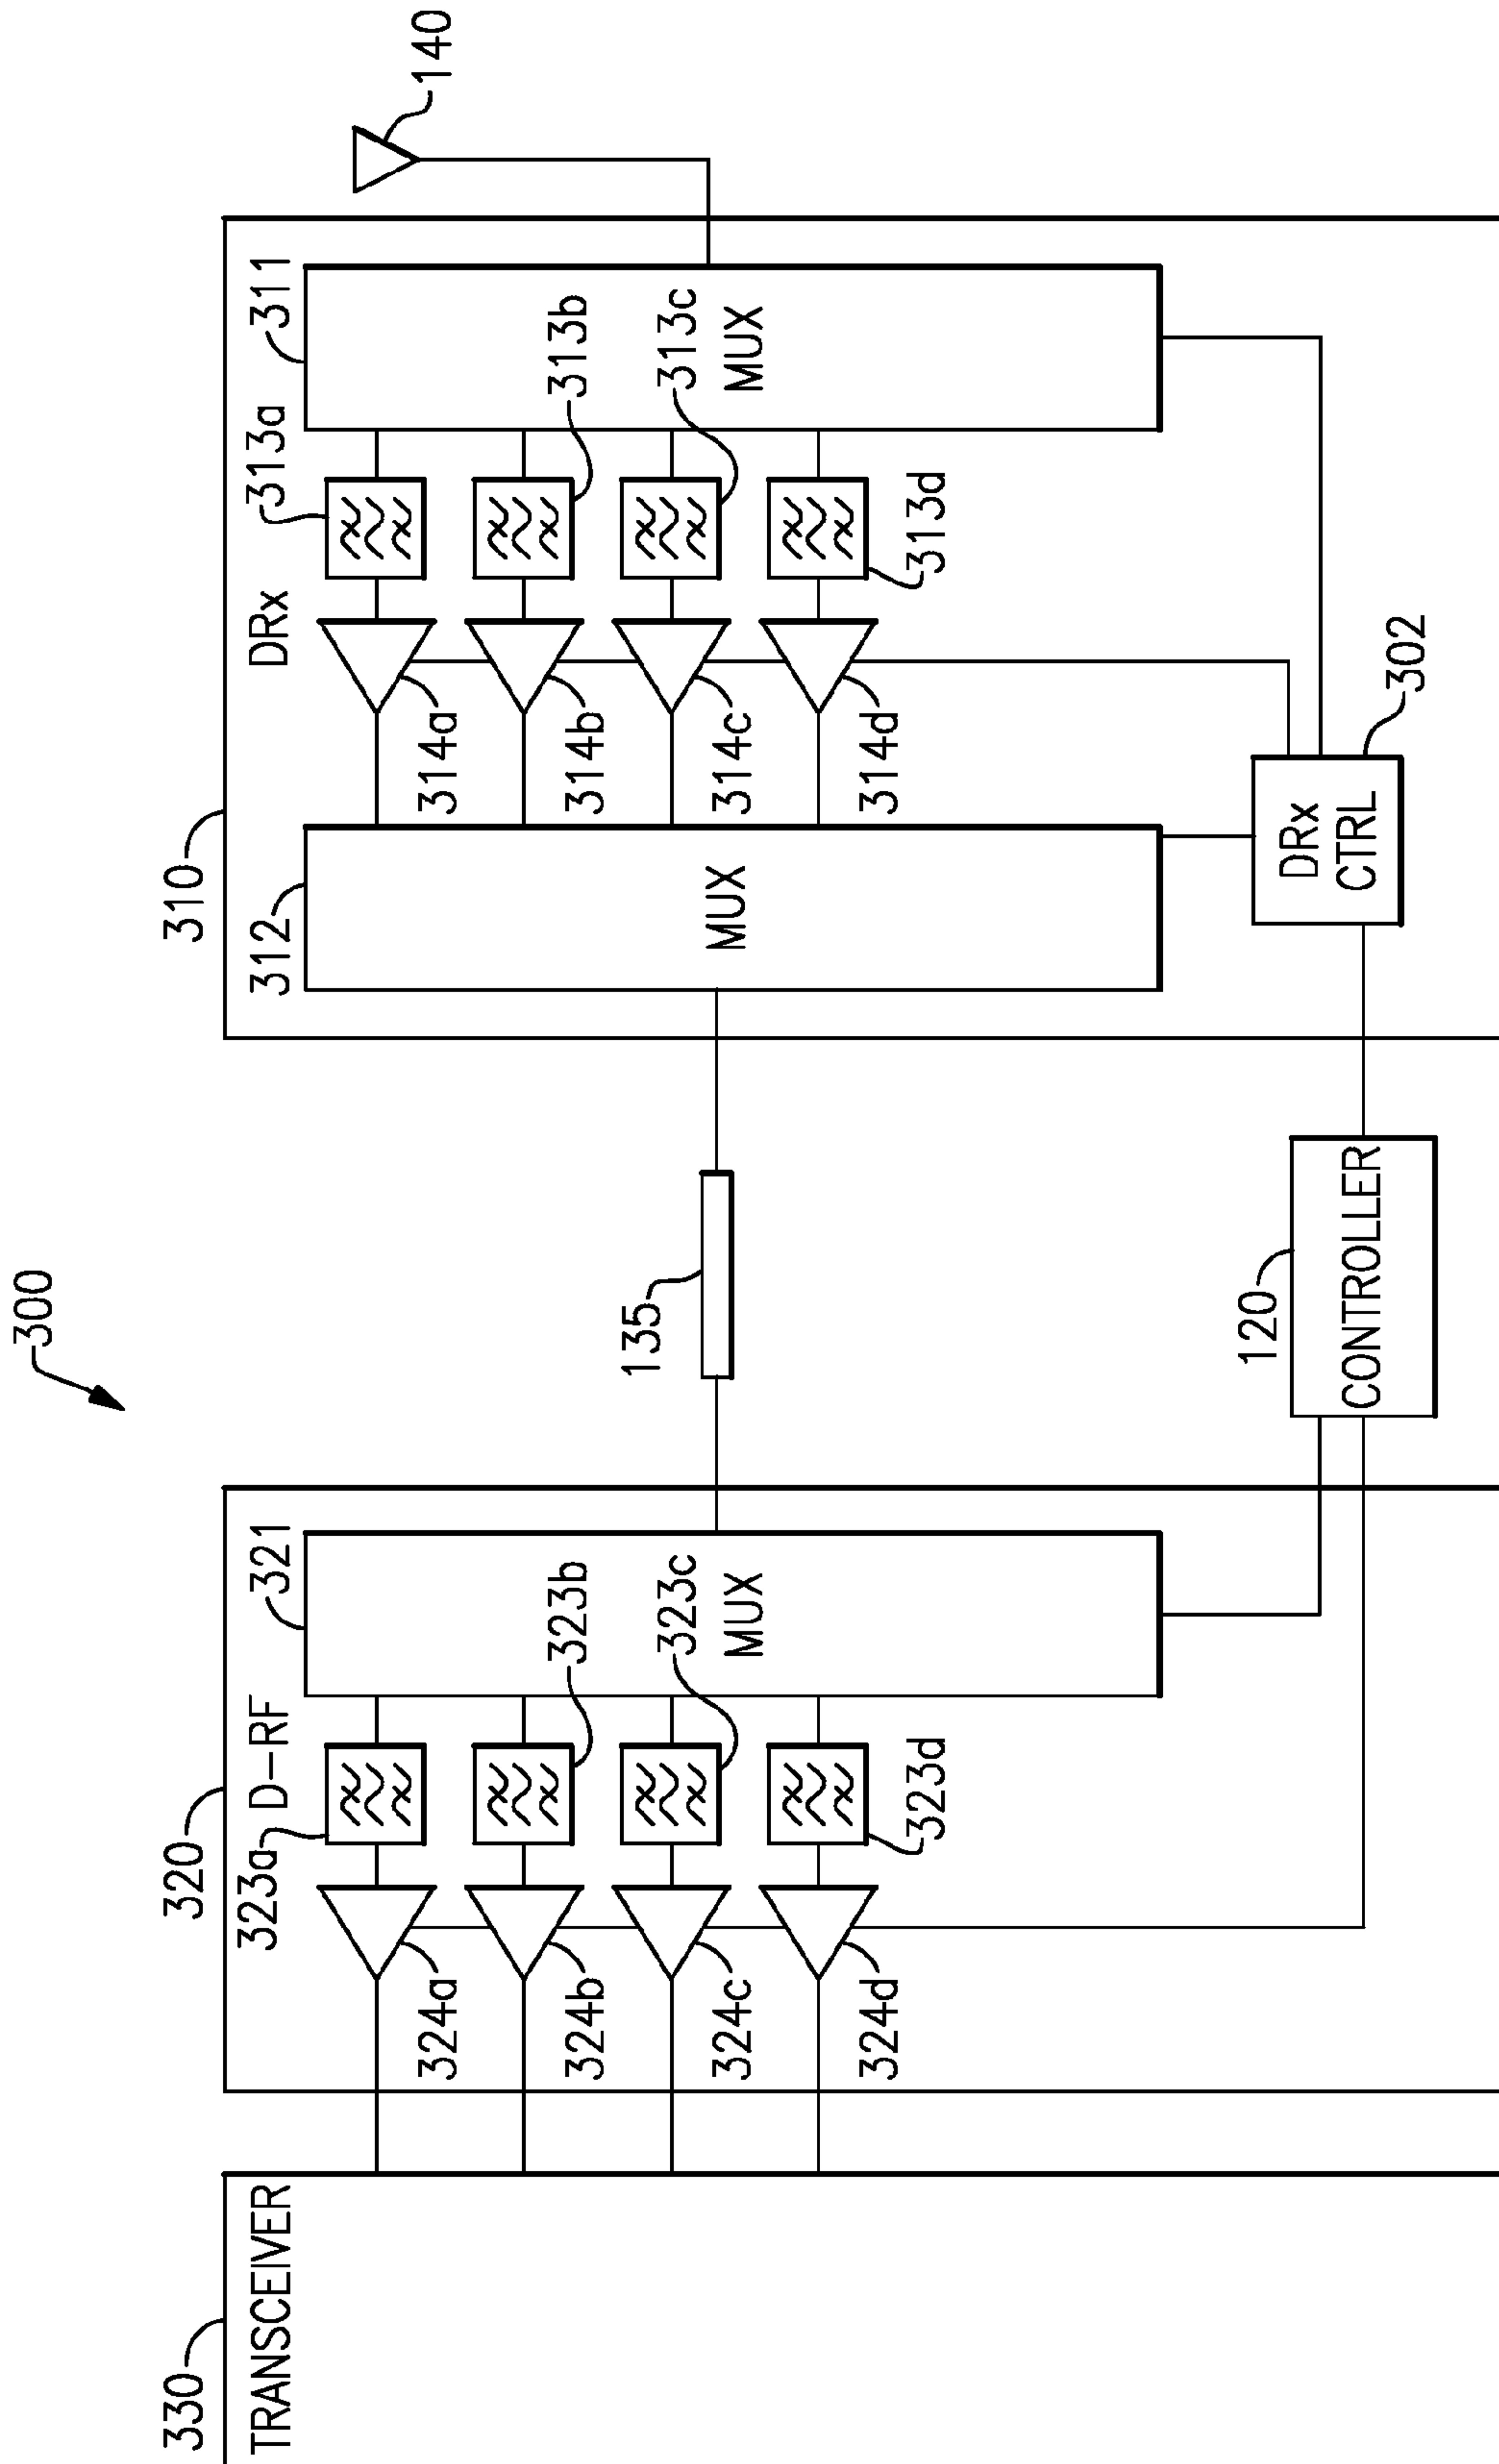 300
330
TRANSCEIVER
320
323a
D-RF
321
324a
324b
323b
324c
323c
MUX
324d
323d
135
120
CONTROLLER
310
312
DRx
313a
311
MUX
314a
314b
313b
314c
313c
MUX
314d
313d
DRx
CTRL
302
140